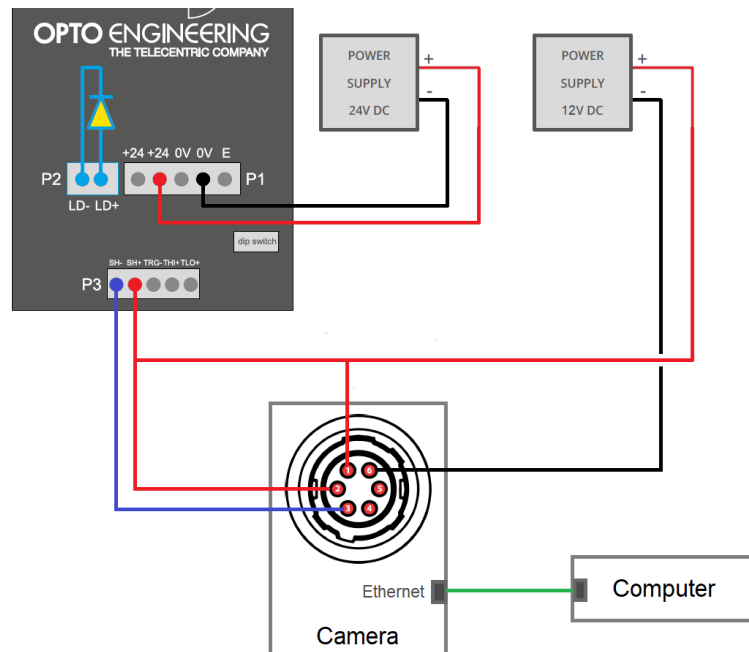 OPTO ENGINEERING
THE TELECENTRIC COMPANY
POWER
SUPPLY
24V DC
+
-
POWER
SUPPLY
12V DC
+
-
+24 +24 0V 0V E
P2
P1
LD- LD+
dip switch
SH- SH+ TRG- THI+ TLO+
P3
1 6
2 5
3 4
Ethernet
Computer
Camera